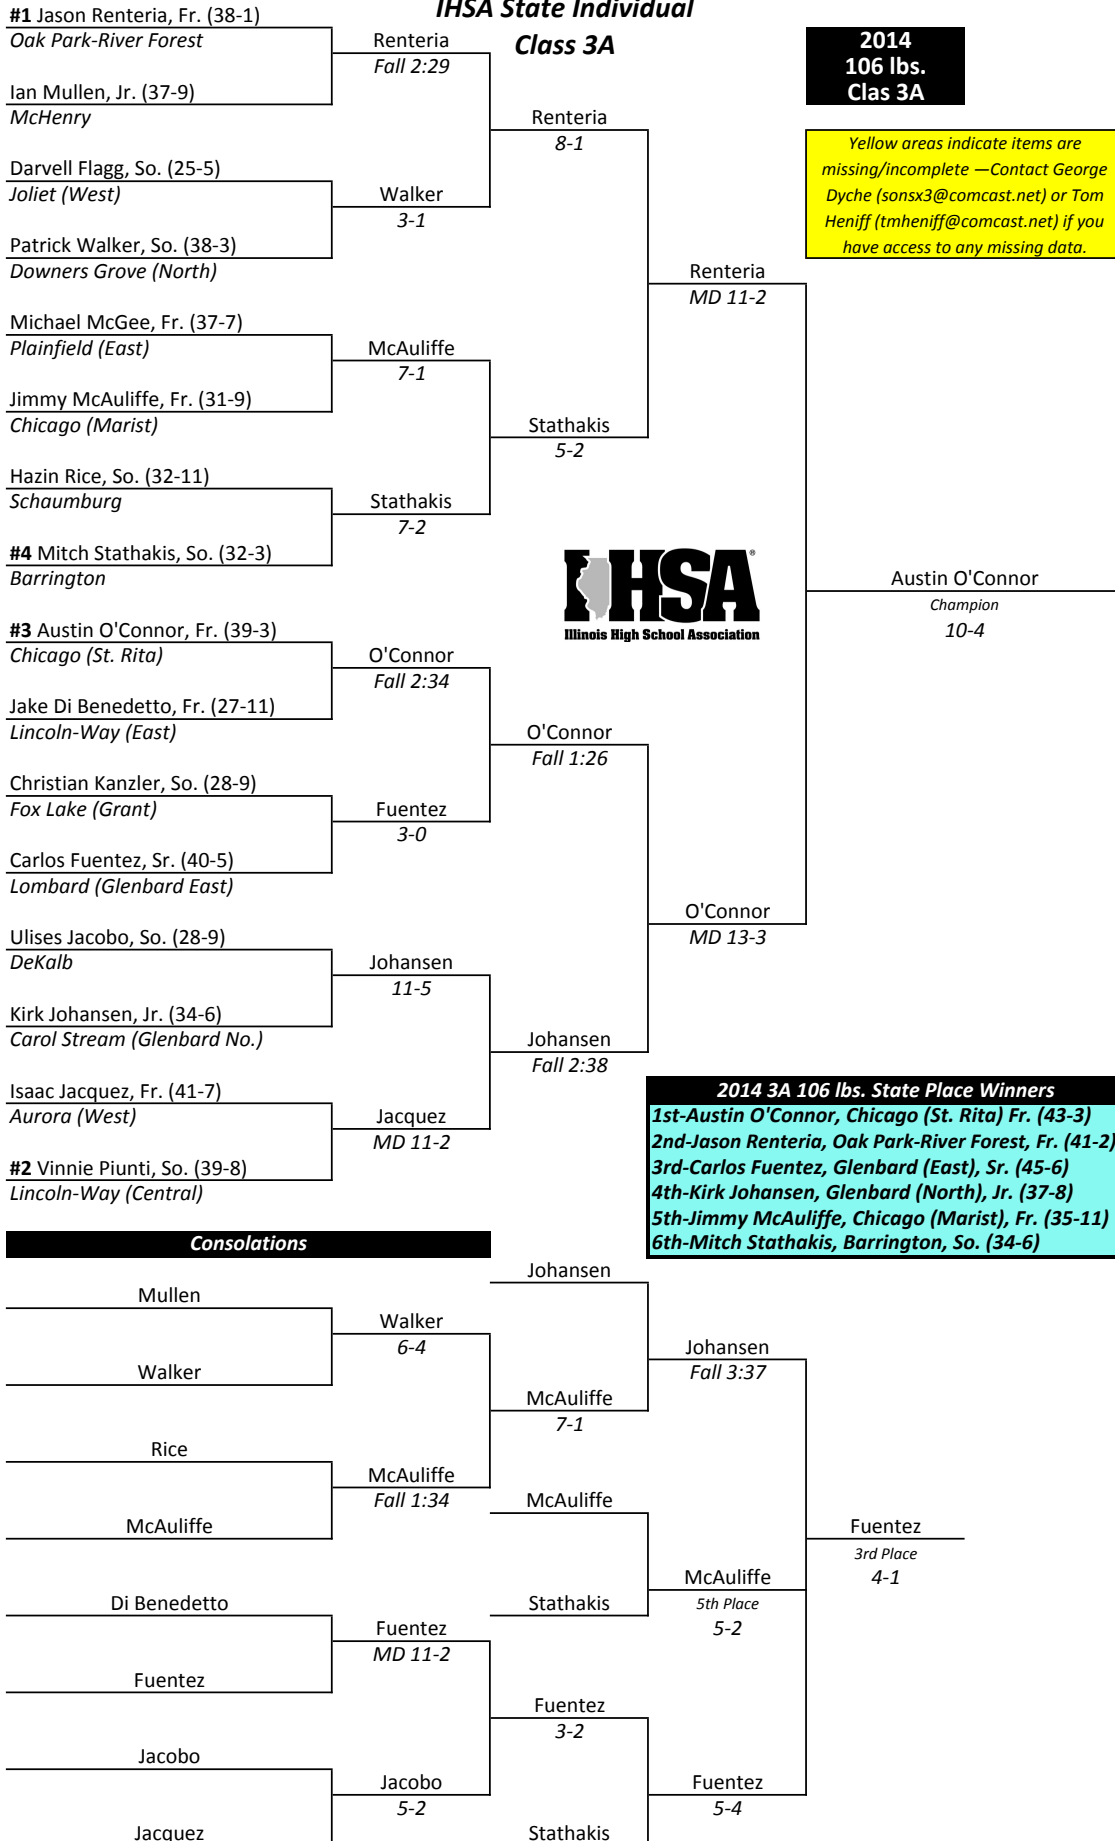 IHSA State Individual
Class 3A
2014
106 lbs.
Clas 3A
Yellow areas indicate items are
missing/incomplete —Contact George
Dyche (sonsx3@comcast.net) or Tom
Heniff (tmheniff@comcast.net) if you
have access to any missing data.
#1 Jason Renteria, Fr. (38-1)
Oak Park-River Forest
Renteria
Fall 2:29
Ian Mullen, Jr. (37-9)
McHenry
Renteria
8-1
Darvell Flagg, So. (25-5)
Joliet (West)
Walker
3-1
Patrick Walker, So. (38-3)
Downers Grove (North)
Renteria
MD 11-2
Michael McGee, Fr. (37-7)
Plainfield (East)
McAuliffe
7-1
Jimmy McAuliffe, Fr. (31-9)
Chicago (Marist)
Stathakis
5-2
Hazin Rice, So. (32-11)
Schaumburg
Stathakis
7-2
#4 Mitch Stathakis, So. (32-3)
Barrington
IHSA®
Illinois High School Association
Austin O'Connor
Champion
10-4
#3 Austin O'Connor, Fr. (39-3)
Chicago (St. Rita)
O'Connor
Fall 2:34
Jake Di Benedetto, Fr. (27-11)
Lincoln-Way (East)
O'Connor
Fall 1:26
Christian Kanzler, So. (28-9)
Fox Lake (Grant)
Fuentez
3-0
Carlos Fuentez, Sr. (40-5)
Lombard (Glenbard East)
O'Connor
MD 13-3
Ulises Jacobo, So. (28-9)
DeKalb
Johansen
11-5
Kirk Johansen, Jr. (34-6)
Carol Stream (Glenbard No.)
Johansen
Fall 2:38
Isaac Jacquez, Fr. (41-7)
Aurora (West)
Jacquez
MD 11-2
#2 Vinnie Piunti, So. (39-8)
Lincoln-Way (Central)
2014 3A 106 lbs. State Place Winners
1st-Austin O'Connor, Chicago (St. Rita) Fr. (43-3)
2nd-Jason Renteria, Oak Park-River Forest, Fr. (41-2)
3rd-Carlos Fuentez, Glenbard (East), Sr. (45-6)
4th-Kirk Johansen, Glenbard (North), Jr. (37-8)
5th-Jimmy McAuliffe, Chicago (Marist), Fr. (35-11)
6th-Mitch Stathakis, Barrington, So. (34-6)
Consolations
Johansen
Mullen
Walker
6-4
Walker
Johansen
Fall 3:37
McAuliffe
7-1
Rice
McAuliffe
Fall 1:34
McAuliffe
McAuliffe
Fuentez
3rd Place
4-1
McAuliffe
5th Place
5-2
Di Benedetto
Stathakis
Fuentez
MD 11-2
Fuentez
Fuentez
3-2
Jacobo
Jacobo
5-2
Fuentez
5-4
Jacquez
Stathakis